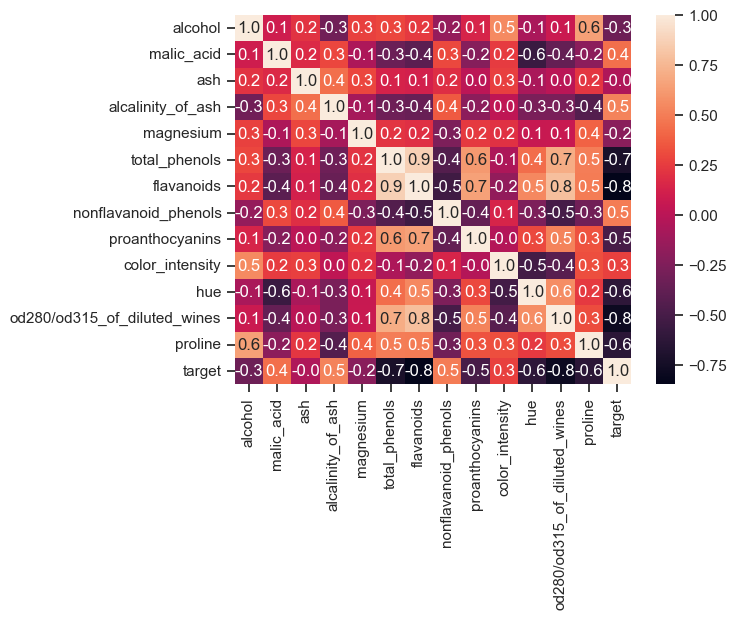 alcohol 1.0 0.1 0.2 -0.3 0.3 0.3 0.2 -0.2 0.1 0.5 -0.1 0.1 0.6 -0.3 1.00
malic_acid 0.1 1.0 0.2 0.3 -0.1 -0.3 -0.4 0.3 -0.2 0.2 -0.6 -0.4 -0.2 0.4
ash 0.2 0.2 1.0 0.4 0.3 0.1 0.1 0.2 0.0 0.3 -0.1 0.0 0.2 -0.0 0.75
alcalinity_of_ash -0.3 0.3 0.4 1.0 -0.1 -0.3 -0.4 0.4 -0.2 0.0 -0.3 -0.3 -0.4 0.5
magnesium 0.3 -0.1 0.3 -0.1 1.0 0.2 0.2 -0.3 0.2 0.2 0.1 0.1 0.4 -0.2 0.50
total_phenols 0.3 -0.3 0.1 -0.3 0.2 1.0 0.9 -0.4 0.6 -0.1 0.4 0.7 0.5 -0.7 0.25
flavanoids 0.2 -0.4 0.1 -0.4 0.2 0.9 1.0 -0.5 0.7 -0.2 0.5 0.8 0.5 -0.8
nonflavanoid_phenols -0.2 0.3 0.2 0.4 -0.3 -0.4 -0.5 1.0 -0.4 0.1 -0.3 -0.5 -0.3 0.5 0.00
proanthocyanins 0.1 -0.2 0.0 -0.2 0.2 0.6 0.7 -0.4 1.0 -0.0 0.3 0.5 0.3 -0.5
color_intensity 0.5 0.2 0.3 0.0 0.2 -0.1 -0.2 0.1 -0.0 1.0 -0.5 -0.4 0.3 0.3 −0.25
hue -0.1 -0.6 -0.1 -0.3 0.1 0.4 0.5 -0.3 0.3 -0.5 1.0 0.6 0.2 -0.6
od280/od315_of_diluted_wines 0.1 -0.4 0.0 -0.3 0.1 0.7 0.8 -0.5 0.5 -0.4 0.6 1.0 0.3 -0.8 −0.50
proline 0.6 -0.2 0.2 -0.4 0.4 0.5 0.5 -0.3 0.3 0.3 0.2 0.3 1.0 -0.6
target -0.3 0.4 -0.0 0.5 -0.2 -0.7 -0.8 0.5 -0.5 0.3 -0.6 -0.8 -0.6 1.0 −0.75
alcohol
malic_acid
ash
alcalinity_of_ash
magnesium
total_phenols
flavanoids
nonflavanoid_phenols
proanthocyanins
color_intensity
hue
od280/od315_of_diluted_wines
proline
target